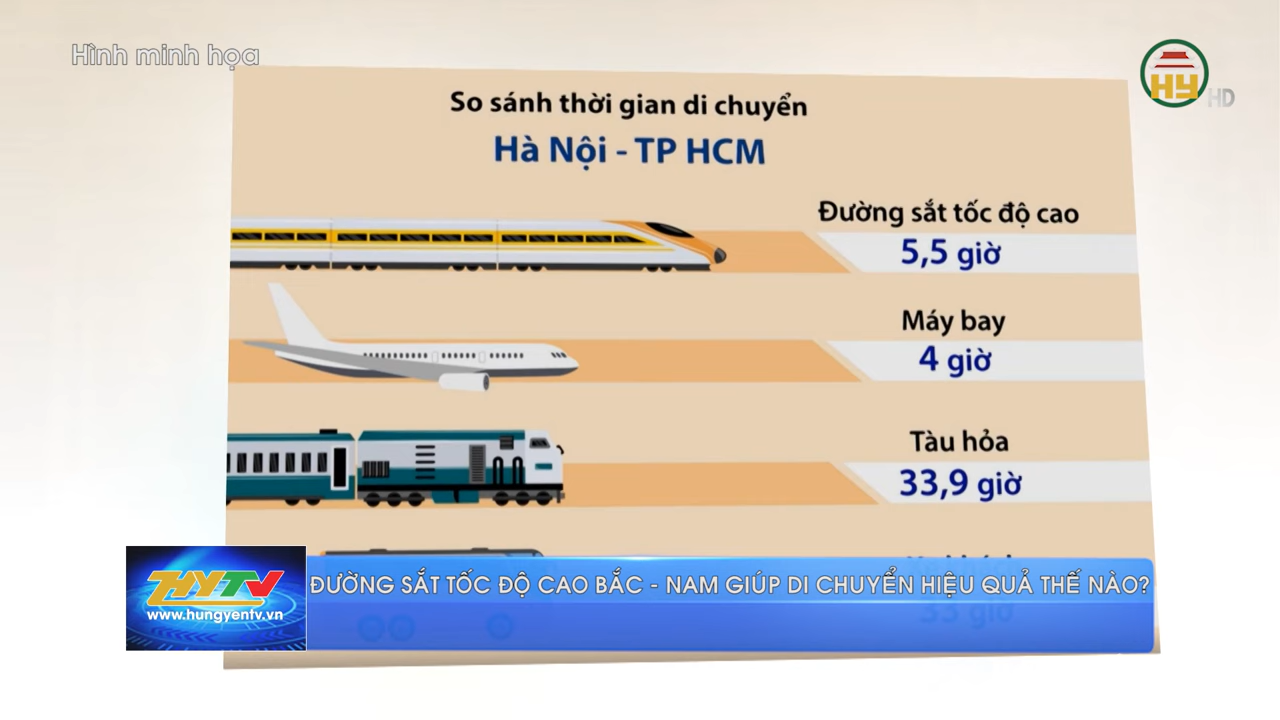 Hình minh họa
HY
HD
So sánh thời gian di chuyển
Hà Nội - TP HCM
Đường sắt tốc độ cao
5,5 giờ
Máy bay
4 giờ
Tàu hỏa
33,9 giờ
33 giờ
HYTV
www.hungyentv.vn
ĐƯỜNG SẮT TỐC ĐỘ CAO BẮC - NAM GIÚP DI CHUYỂN HIỆU QUẢ THẾ NÀO?